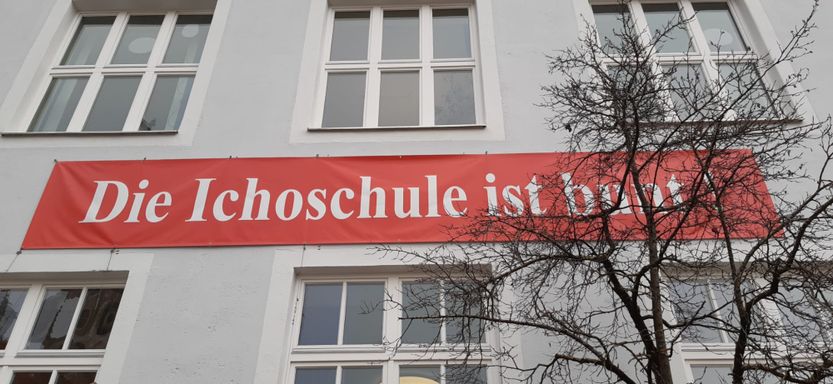 Die Ichoschule ist bunt !